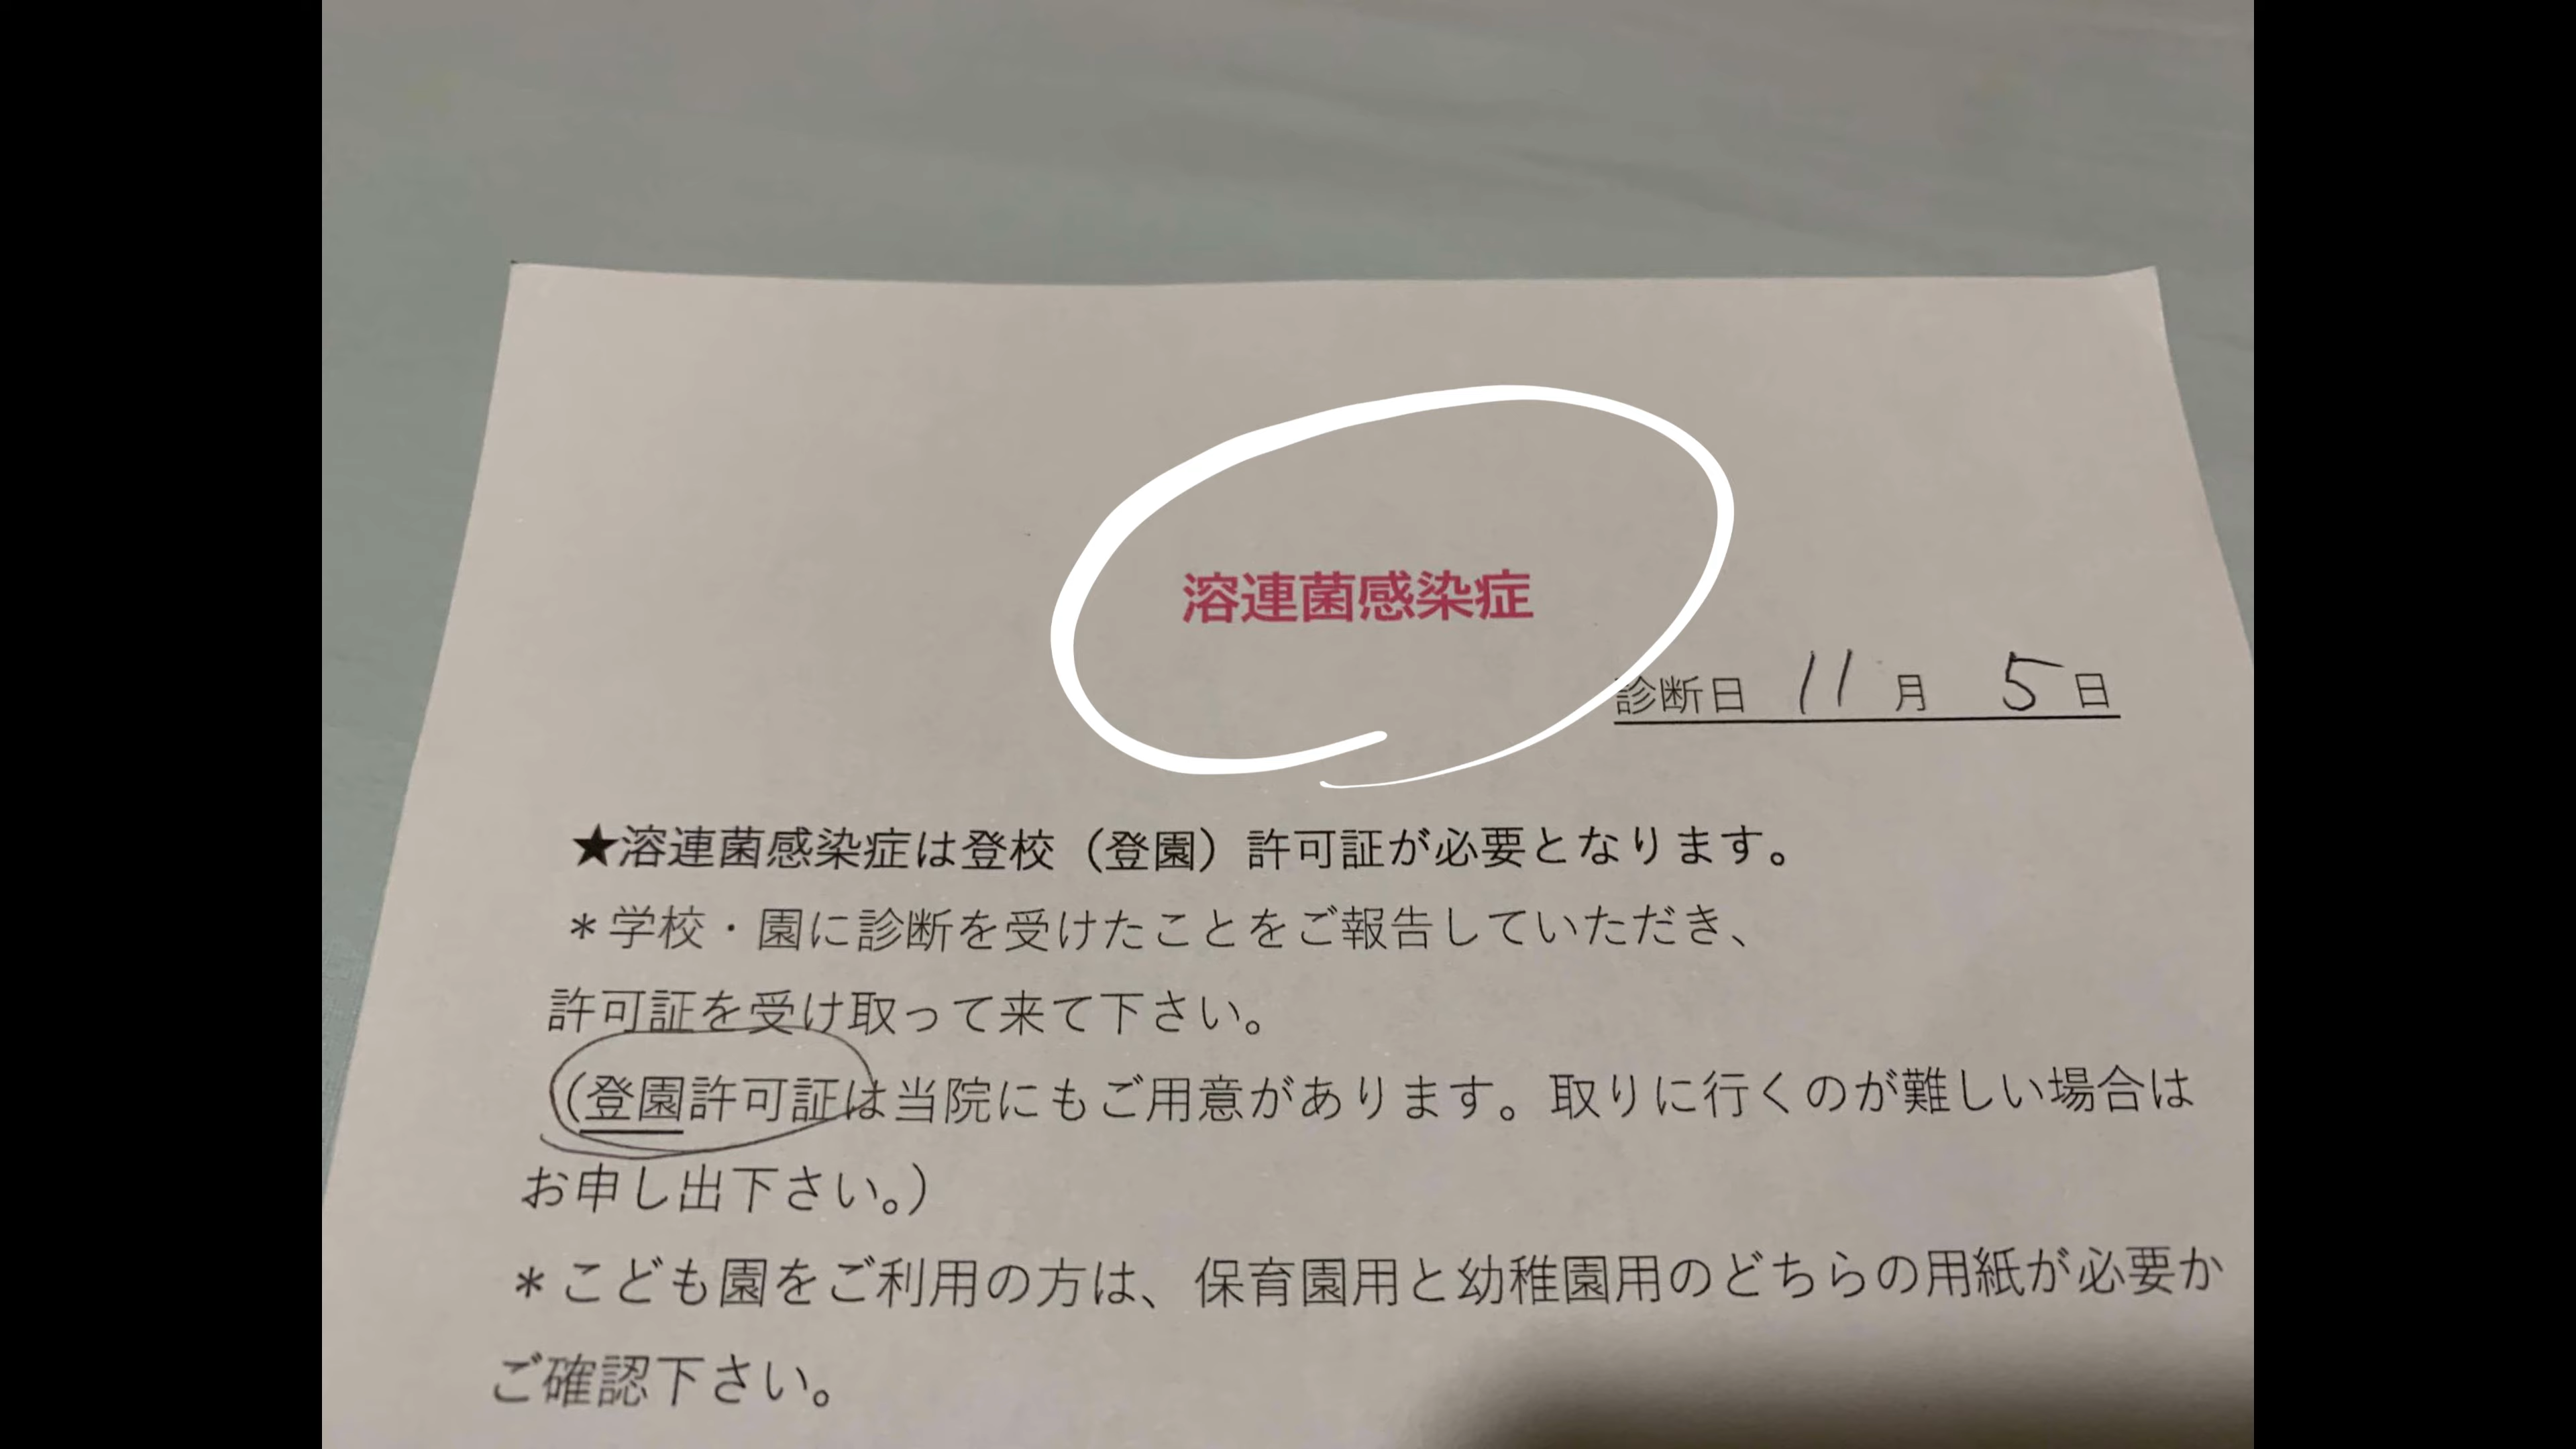 溶連菌感染症
診断日 11月 5日
★溶連菌感染症は登校（登園）許可証が必要となります。
＊学校・園に診断を受けたことをご報告していただき、
許可証を受け取って来て下さい。
（登園許可証は当院にもご用意があります。取りに行くのが難しい場合は
お申し出下さい。）
＊こども園をご利用の方は、保育園用と幼稚園用のどちらの用紙が必要か
ご確認下さい。